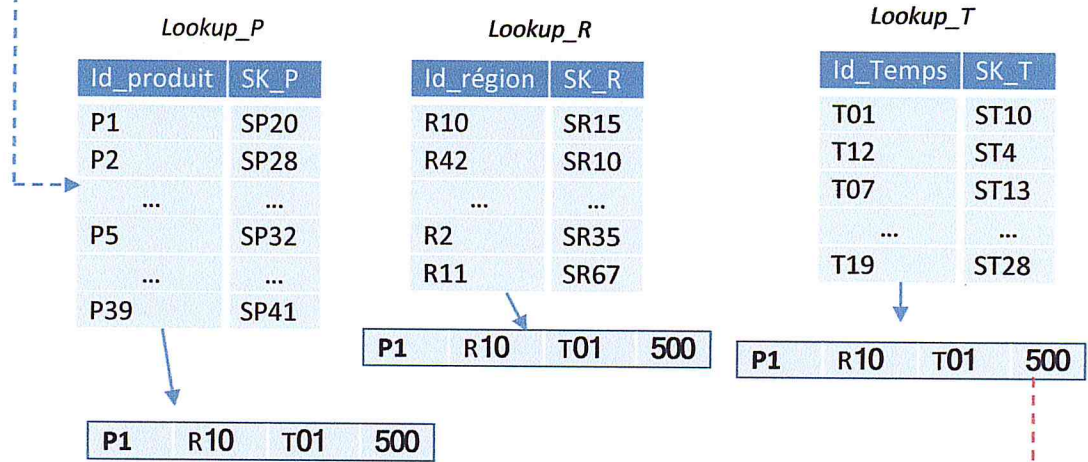 Lookup_P
Id_produit SK_P
P1 SP20
P2 SP28
... ...
P5 SP32
... ...
P39 SP41
P1 R10 T01 500
Lookup_R
Id_région SK_R
R10 SR15
R42 SR10
... ...
R2 SR35
R11 SR67
P1 R10 T01 500
Lookup_T
Id_Temps SK_T
T01 ST10
T12 ST4
T07 ST13
... ...
T19 ST28
P1 R10 T01 500